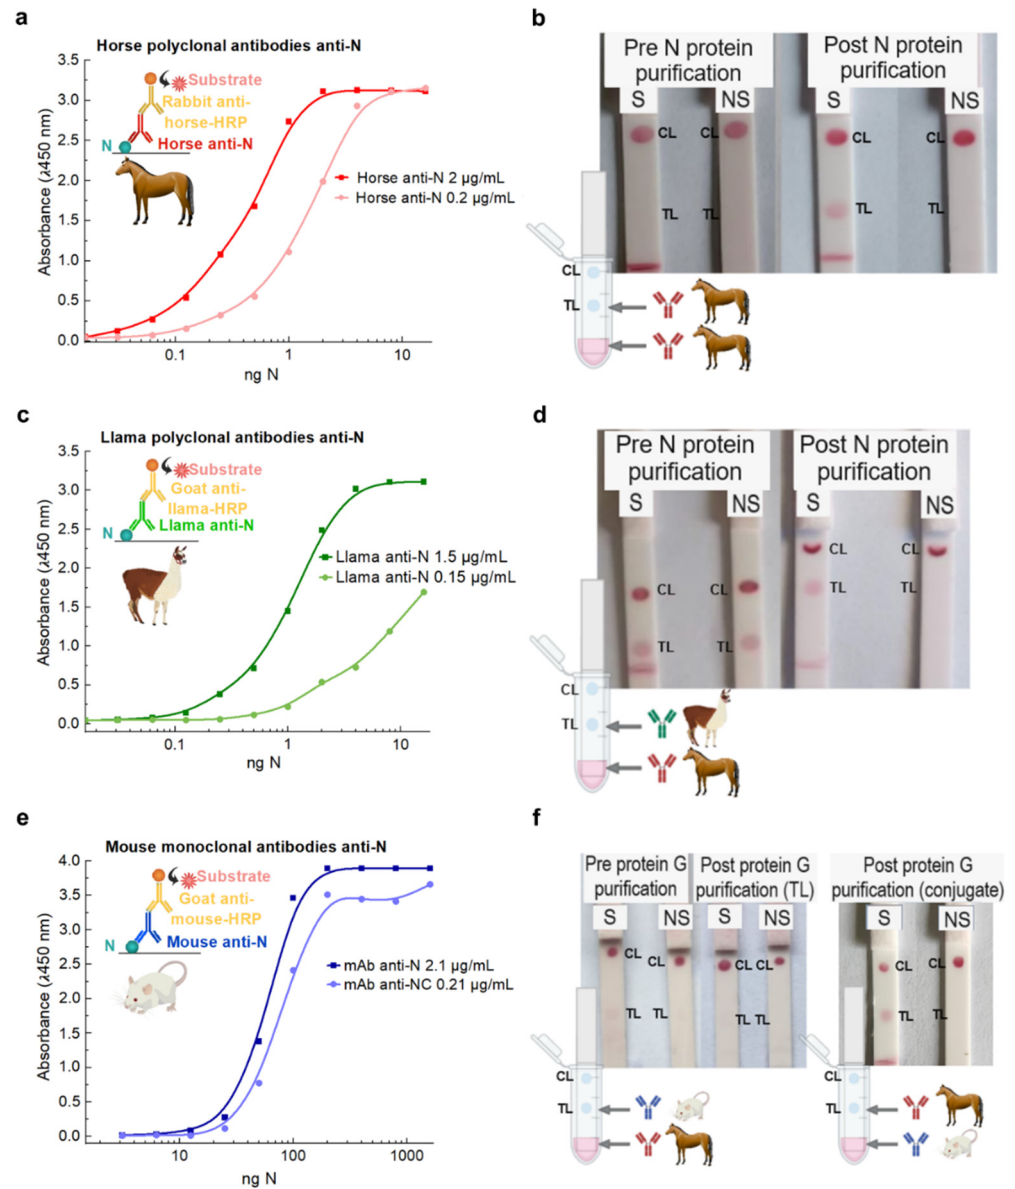 a
Horse polyclonal antibodies anti-N
Absorbance (λ450 nm)
3.5
3.0
2.5
2.0
1.5
1.0
0.5
0.0
Substrate
Rabbit anti-
horse-HRP
N Horse anti-N
Horse anti-N 2 µg/mL
Horse anti-N 0.2 µg/mL
0.1 1 10
ng N
b
Pre N protein
purification
Post N protein
purification
S NS S NS
CL CL CL CL
TL TL TL TL
CL
TL
c
Llama polyclonal antibodies anti-N
Absorbance (λ450 nm)
3.5
3.0
2.5
2.0
1.5
1.0
0.5
0.0
Substrate
Goat anti-
llama-HRP
N Llama anti-N
Llama anti-N 1.5 µg/mL
Llama anti-N 0.15 µg/mL
0.1 1 10
ng N
d
Pre N protein
purification
Post N protein
purification
S NS S NS
CL CL
TL TL
CL CL
TL TL
CL
TL
e
Mouse monoclonal antibodies anti-N
Absorbance (λ450 nm)
4.0
3.5
3.0
2.5
2.0
1.5
1.0
0.5
0.0
Substrate
Goat anti-
mouse-HRP
N Mouse anti-N
mAb anti-N 2.1 µg/mL
mAb anti-NC 0.21 µg/mL
10 100 1000
ng N
f
Pre protein G
purification
Post protein G
purification (TL)
Post protein G
purification (conjugate)
S NS S NS S NS
CL CL CL CL CL CL
TL TL TL TL TL TL
CL
TL
CL
TL